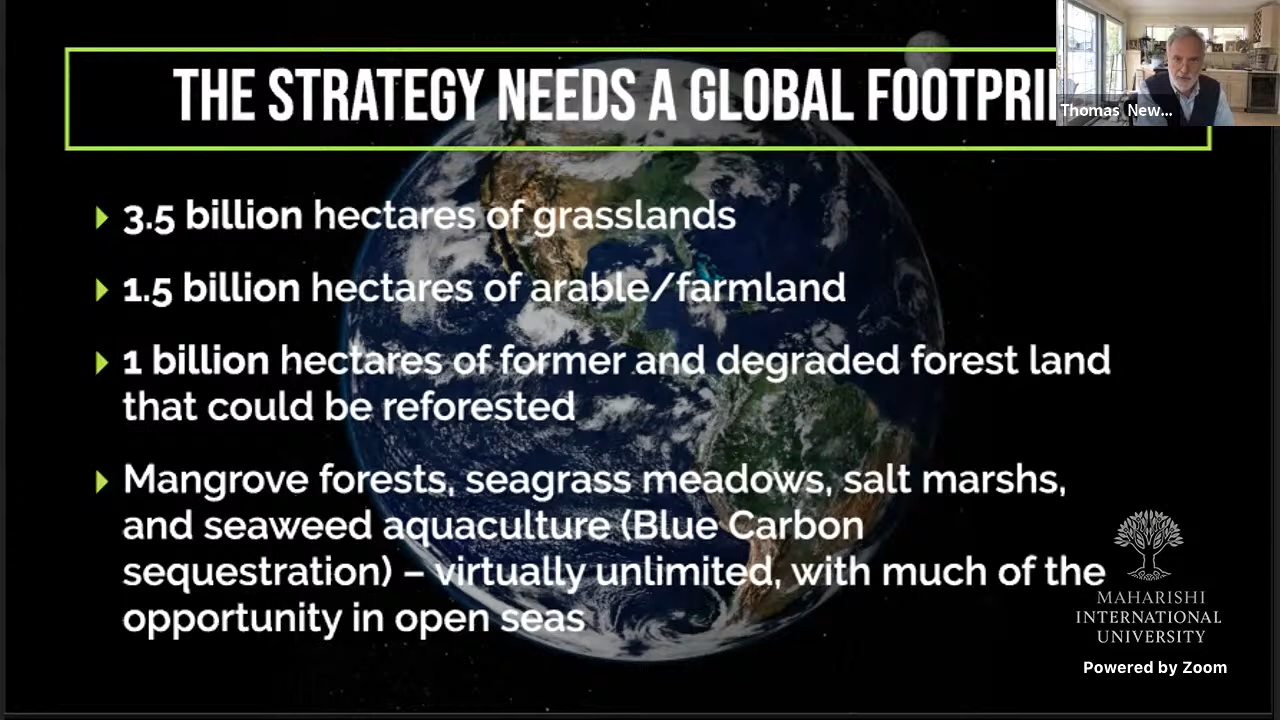 THE STRATEGY NEEDS A GLOBAL
Thomas New...
3.5 billion hectares of grasslands
1.5 billion hectares of arable/farmland
1 billion hectares of former and degraded forest land
that could be reforested
Mangrove forests, seagrass meadows, salt marshs,
and seaweed aquaculture (Blue Carbon
sequestration) – virtually unlimited, with much of the
opportunity in open seas
MAHARISHI
INTERNATIONAL
UNIVERSITY
Powered by Zoom